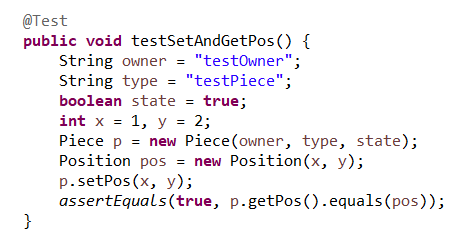 @Test
public void testSetAndGetPos() {
    String owner = "testOwner";
    String type = "testPiece";
    boolean state = true;
    int x = 1, y = 2;
    Piece p = new Piece(owner, type, state);
    Position pos = new Position(x, y);
    p.setPos(x, y);
    assertEquals(true, p.getPos().equals(pos));
}